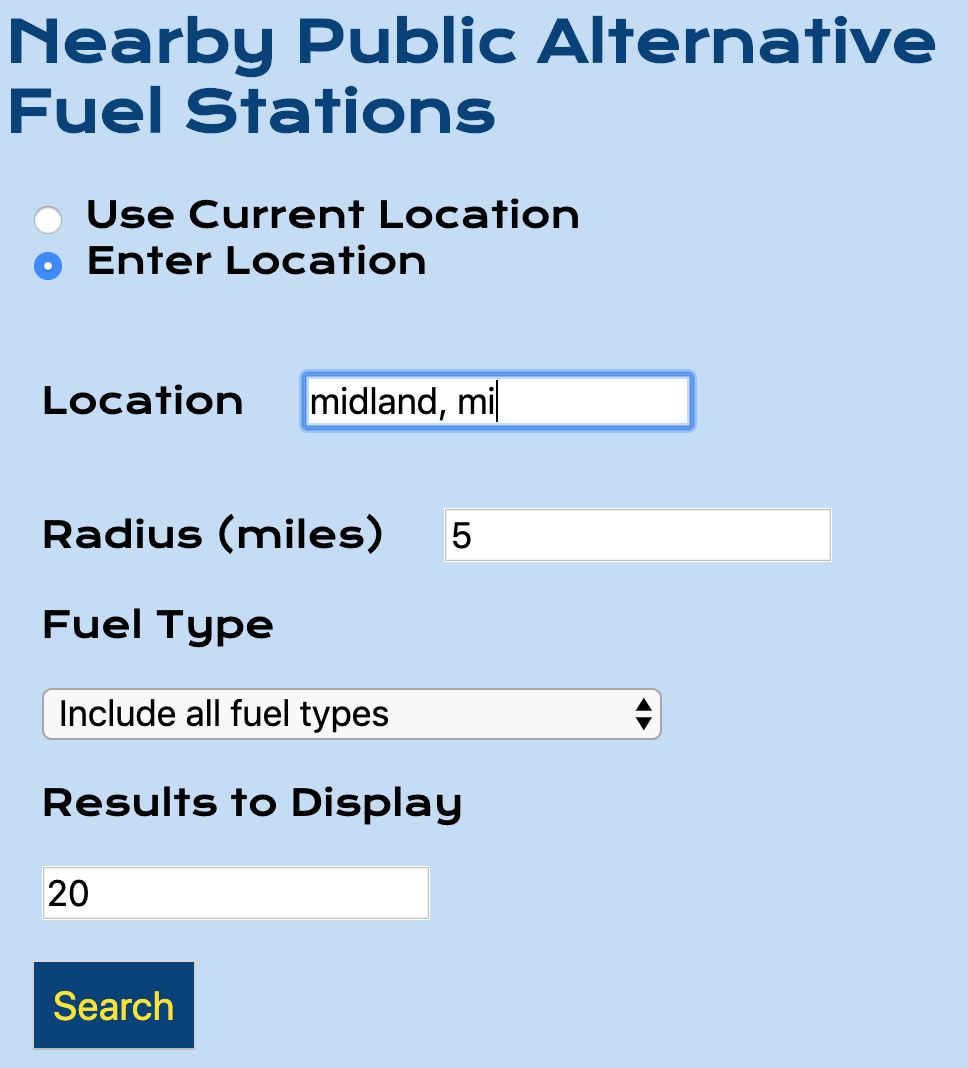 Nearby Public Alternative
Fuel Stations
Use Current Location
Enter Location
Location midland, mi
Radius (miles) 5
Fuel Type
Include all fuel types
Results to Display
20
Search